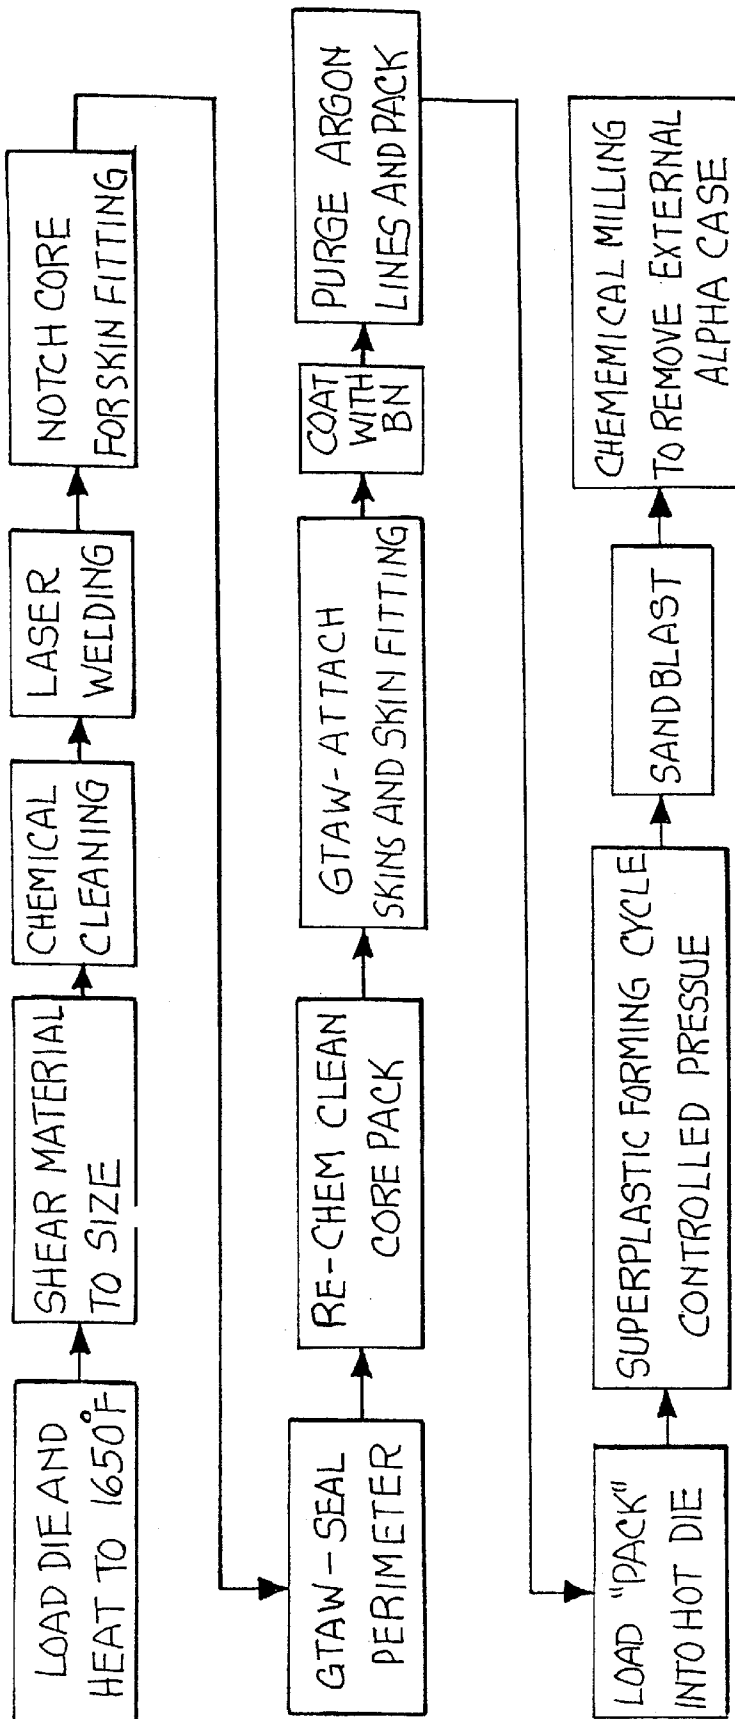 LOAD DIE AND
HEAT TO 1650°F
SHEAR MATERIAL
TO SIZE
CHEMICAL
CLEANING
LASER
WELDING
NOTCH CORE
FOR SKIN FITTING
GTAW-SEAL
PERIMETER
RE-CHEM CLEAN
CORE PACK
GTAW-ATTACH
SKINS AND SKIN FITTING
COAT
WITH
BN
PURGE ARGON
LINES AND PACK
LOAD "PACK"
INTO HOT DIE
SUPERPLASTIC FORMING CYCLE
CONTROLLED PRESSUE
SANDBLAST
CHEMEMICAL MILLING
TO REMOVE EXTERNAL
ALPHA CASE